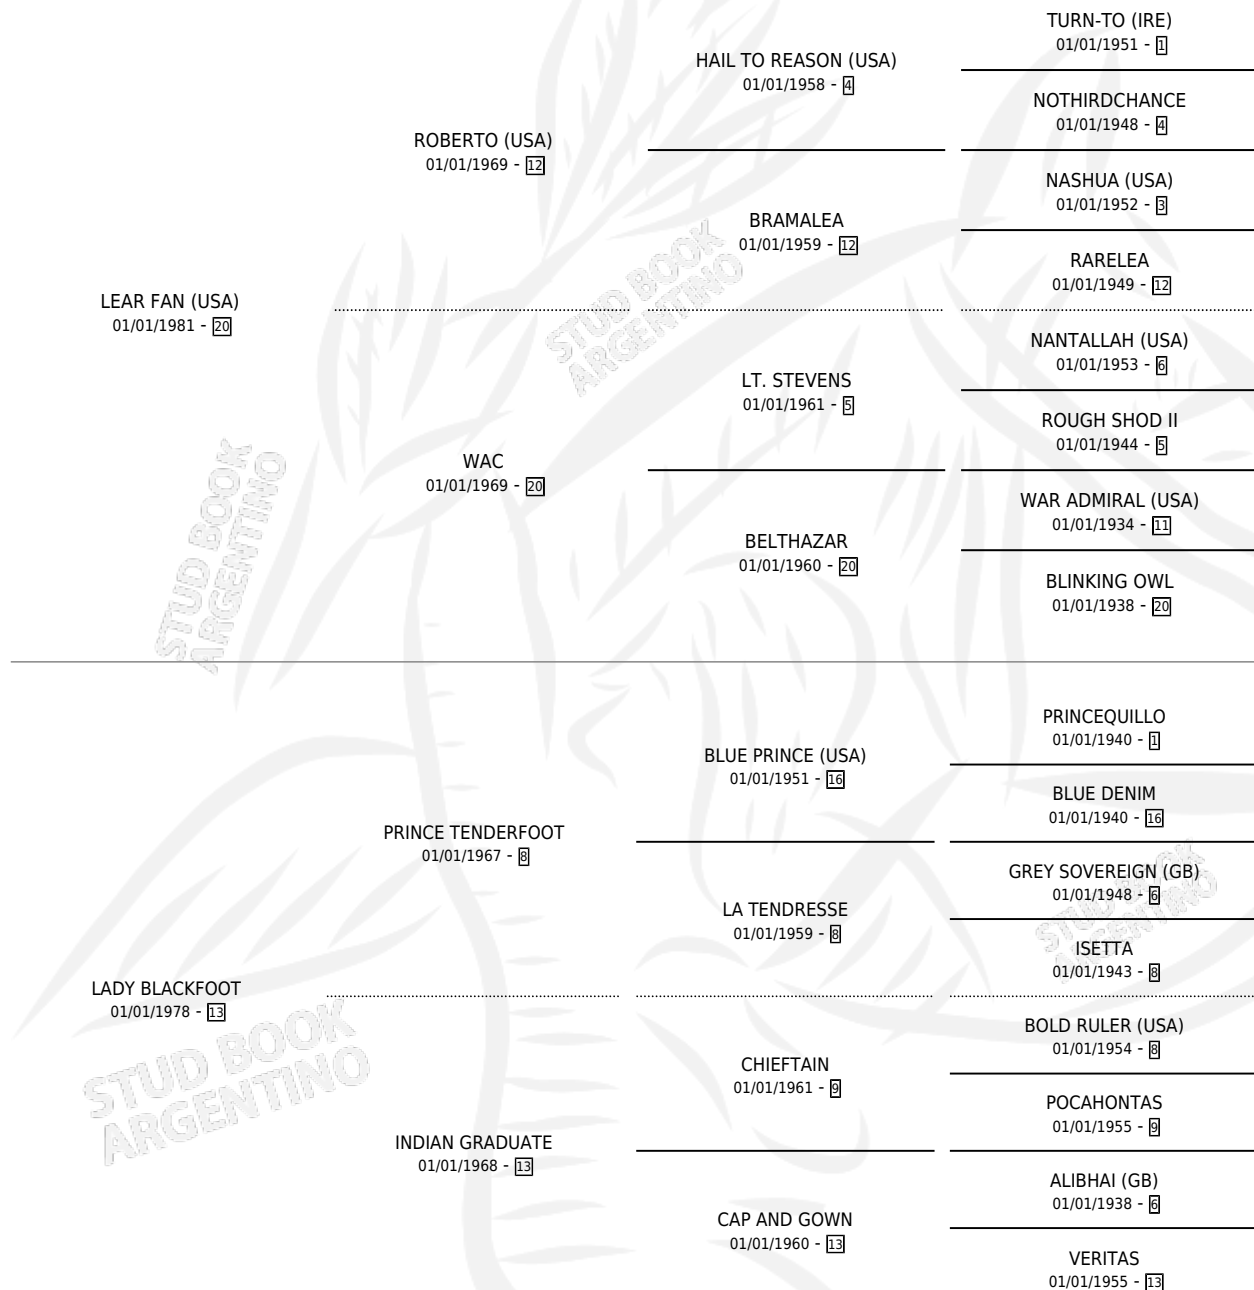 TURN-TO (IRE)
01/01/1951 - 1
HAIL TO REASON (USA)
01/01/1958 - 4
NOTHIRDCHANCE
01/01/1948 - 4
ROBERTO (USA)
01/01/1969 - 12
NASHUA (USA)
01/01/1952 - 3
BRAMALEA
01/01/1959 - 12
RARELEA
01/01/1949 - 12
LEAR FAN (USA)
01/01/1981 - 20
STUD BOOK
ARGENTINO
NANTALLAH (USA)
01/01/1953 - 6
LT. STEVENS
01/01/1961 - 5
ROUGH SHOD II
01/01/1944 - 5
WAC
01/01/1969 - 20
WAR ADMIRAL (USA)
01/01/1934 - 11
BELTHAZAR
01/01/1960 - 20
BLINKING OWL
01/01/1938 - 20
STUD BOOK
ARGENTINO
PRINCEQUILLO
01/01/1940 - 1
BLUE PRINCE (USA)
01/01/1951 - 16
BLUE DENIM
01/01/1940 - 16
PRINCE TENDERFOOT
01/01/1967 - 8
GREY SOVEREIGN (GB)
01/01/1948 - 6
LA TENDRESSE
01/01/1959 - 8
ISETTA
01/01/1943 - 8
STUD BOOK
ARGENTINO
LADY BLACKFOOT
01/01/1978 - 13
BOLD RULER (USA)
01/01/1954 - 8
CHIEFTAIN
01/01/1961 - 9
POCAHONTAS
01/01/1955 - 9
STUD BOOK
ARGENTINO
INDIAN GRADUATE
01/01/1968 - 13
ALIBHAI (GB)
01/01/1938 - 6
CAP AND GOWN
01/01/1960 - 13
VERITAS
01/01/1955 - 13